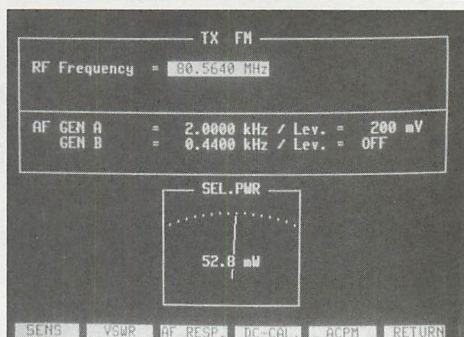 TX FM
RF Frequency = 80.5640 MHz
AF GEN A = 2.0000 kHz / Lev. = 200 mV
GEN B = 0.4400 kHz / Lev. = OFF
SEL.PWR
52.8 mW
SENS VSWR AF RESP. DC-CAL. ACPM RETURN